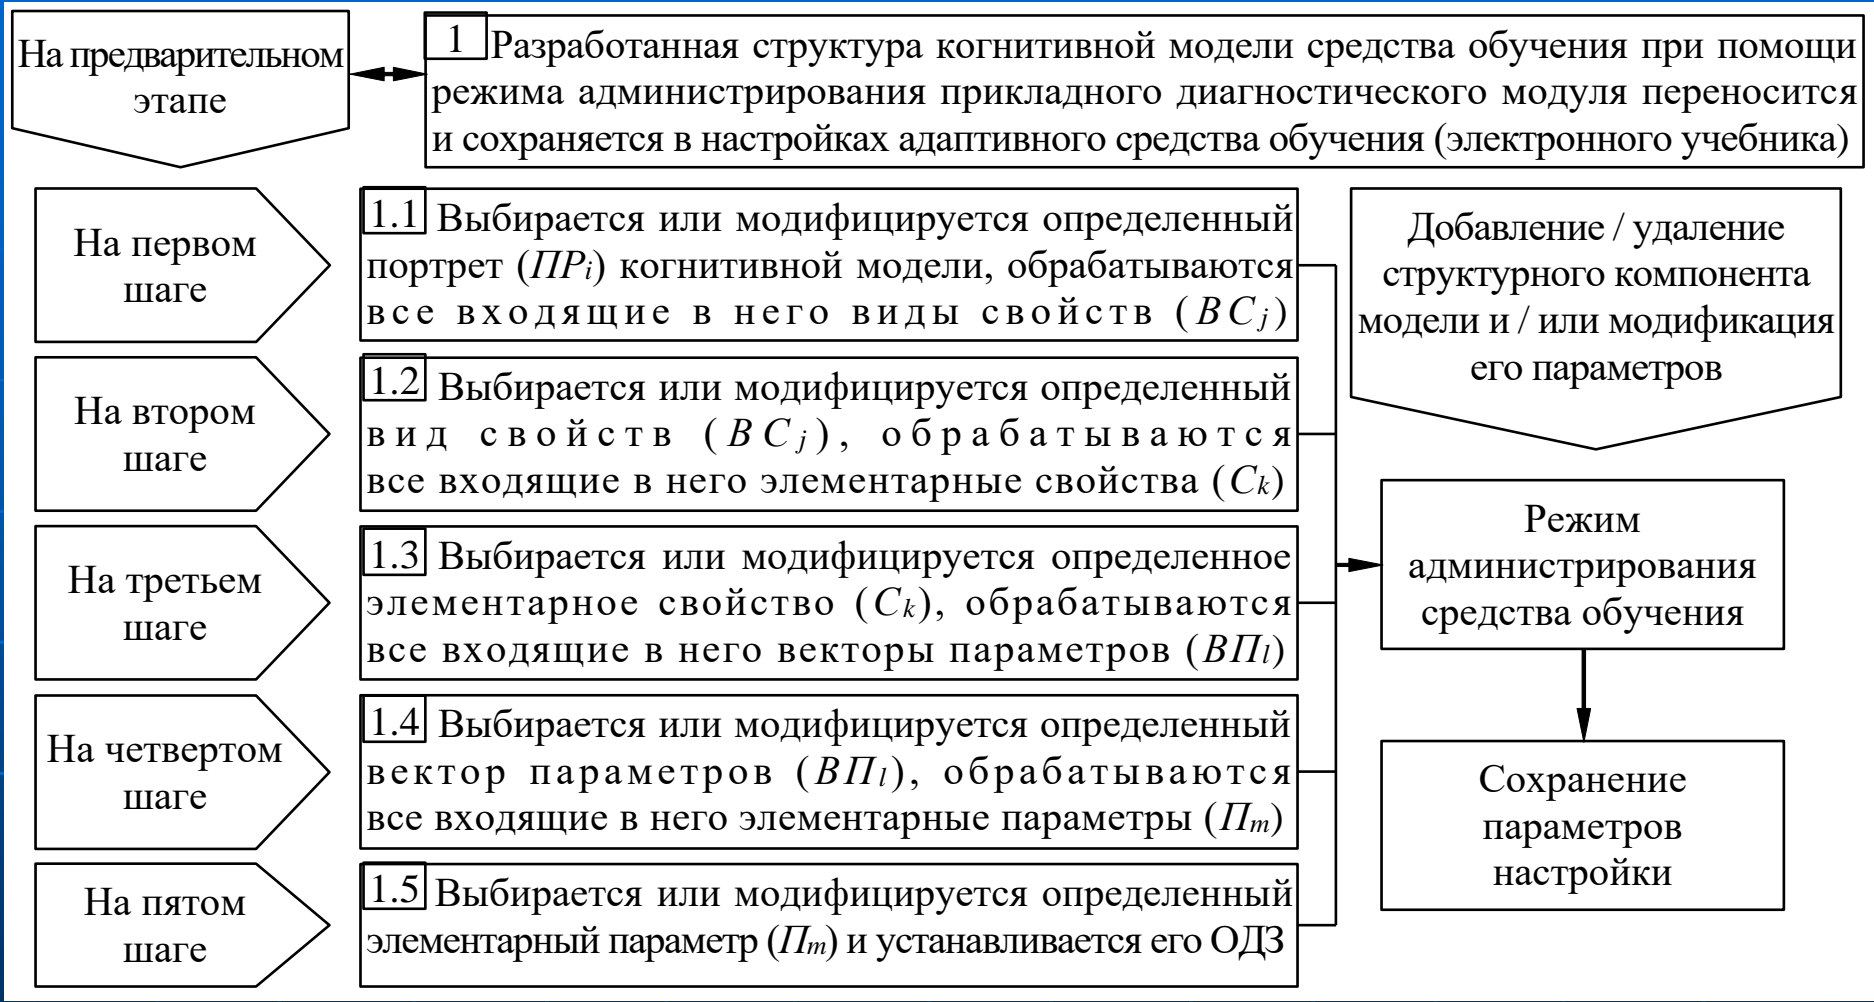 На предварительном
этапе
1 Разработанная структура когнитивной модели средства обучения при помощи
режима администрирования прикладного диагностического модуля переносится
и сохраняется в настройках адаптивного средства обучения (электронного учебника)
На первом
шаге
1.1 Выбирается или модифицируется определенный
портрет (ПРi) когнитивной модели, обрабатываются
все входящие в него виды свойств (ВСj)
На втором
шаге
1.2 Выбирается или модифицируется определенный
вид свойств (ВСj), обрабатываются
все входящие в него элементарные свойства (Сk)
На третьем
шаге
1.3 Выбирается или модифицируется определенное
элементарное свойство (Сk), обрабатываются
все входящие в него векторы параметров (ВПl)
На четвертом
шаге
1.4 Выбирается или модифицируется определенный
вектор параметров (ВПl), обрабатываются
все входящие в него элементарные параметры (Пm)
На пятом
шаге
1.5 Выбирается или модифицируется определенный
элементарный параметр (Пm) и устанавливается его ОДЗ
Добавление / удаление
структурного компонента
модели и / или модификация
его параметров
Режим
администрирования
средства обучения
Сохранение
параметров
настройки